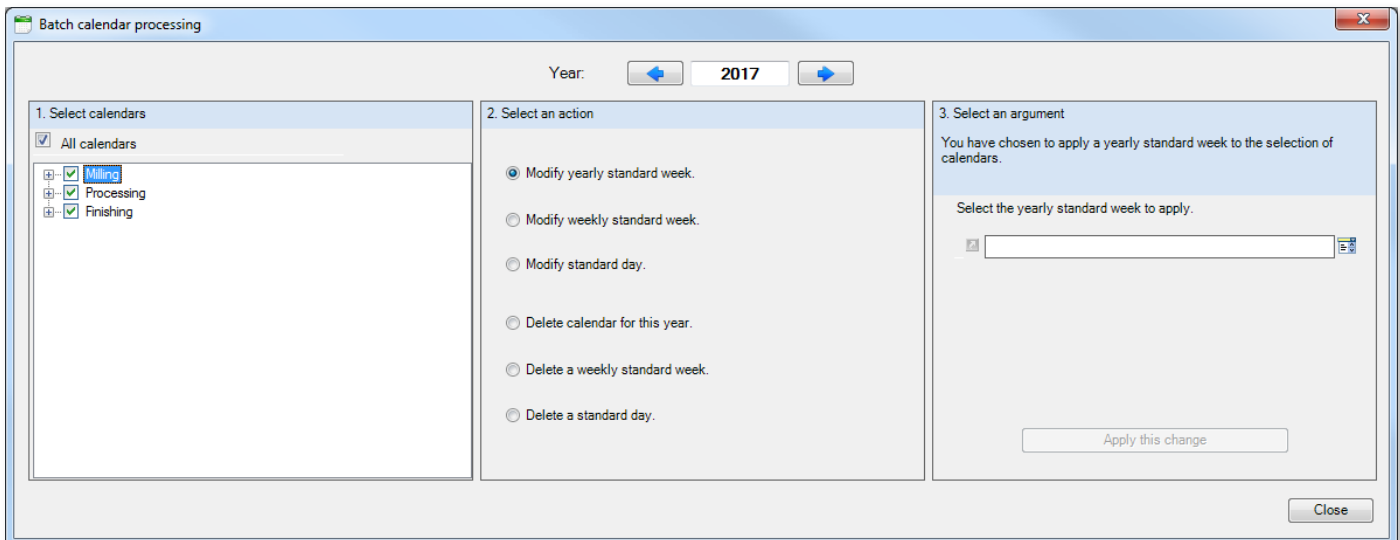 Batch calendar processing
Year:
2017
1. Select calendars
All calendars
Milling
Processing
Finishing
2. Select an action
Modify yearly standard week.
Modify weekly standard week.
Modify standard day.
Delete calendar for this year.
Delete a weekly standard week.
Delete a standard day.
3. Select an argument
You have chosen to apply a yearly standard week to the selection of
calendars.
Select the yearly standard week to apply.
Apply this change
Close